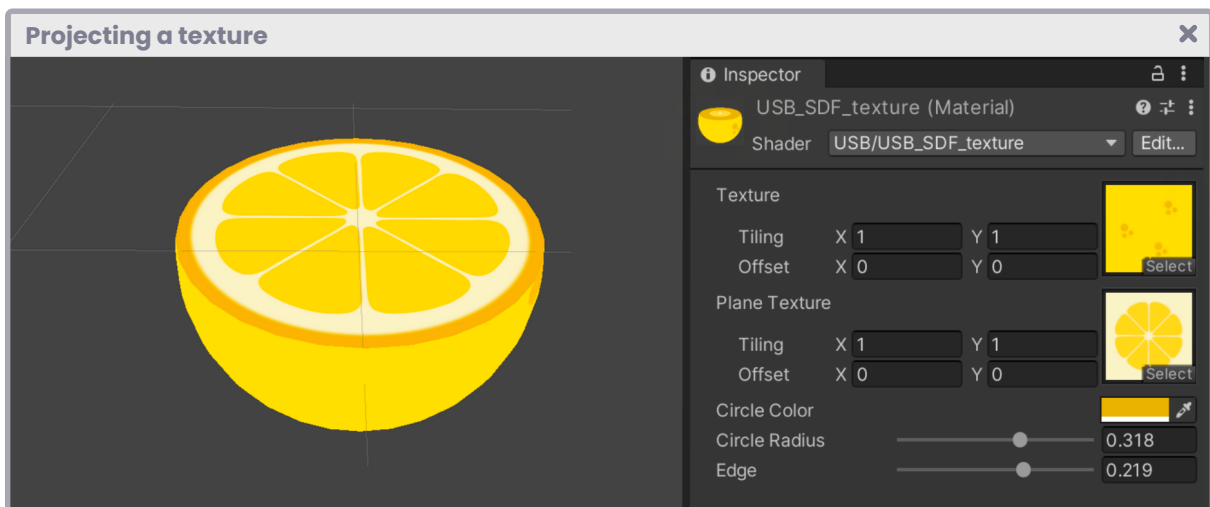 Projecting a texture
Inspector
USB_SDF_texture (Material)
Shader USB/USB_SDF_texture Edit...
Texture
Tiling X 1 Y 1
Offset X 0 Y 0
Select
Plane Texture
Tiling X 1 Y 1
Offset X 0 Y 0
Select
Circle Color
Circle Radius 0.318
Edge 0.219